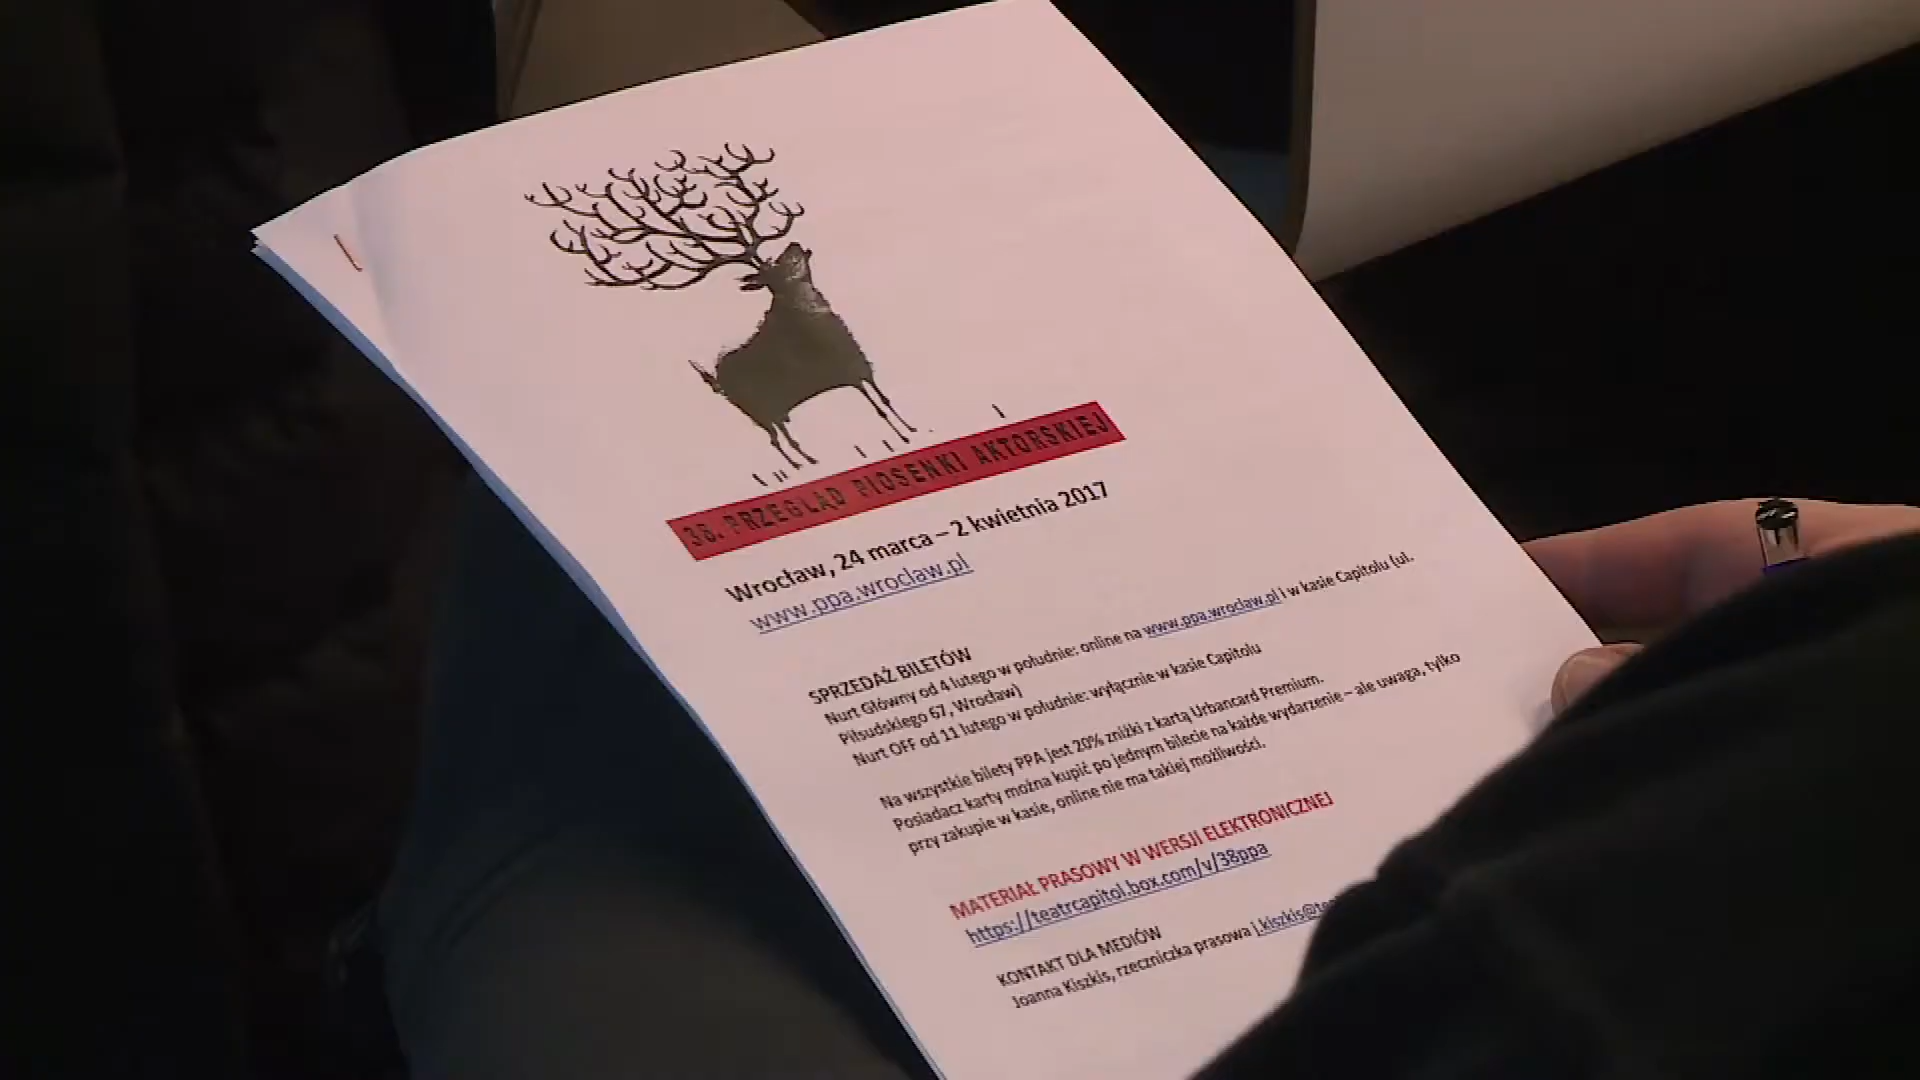 38. PRZEGLĄD PIOSENKI AKTORSKIEJ
Wrocław, 24 marca – 2 kwietnia 2017
www.ppa.wroclaw.pl
SPRZEDAŻ BILETÓW
Nurt Główny od 4 lutego w południe: online na www.ppa.wroclaw.pl i w kasie Capitolu (ul.
Piłsudskiego 67, Wrocław)
Nurt OFF od 11 lutego w południe: wyłącznie w kasie Capitolu
Na wszystkie bilety PPA jest 20% zniżki z kartą Urbancard Premium.
Posiadacz karty można kupić po jednym bilecie na każde wydarzenie – ale uwaga, tylko
przy zakupie w kasie, online nie ma takiej możliwości.
MATERIAŁ PRASOWY W WERSJI ELEKTRONICZNEJ
https://teatrcapitol.box.com/v/38ppa
KONTAKT DLA MEDIÓW
Joanna Kiszkis, rzeczniczka prasowa j.kiszkis@